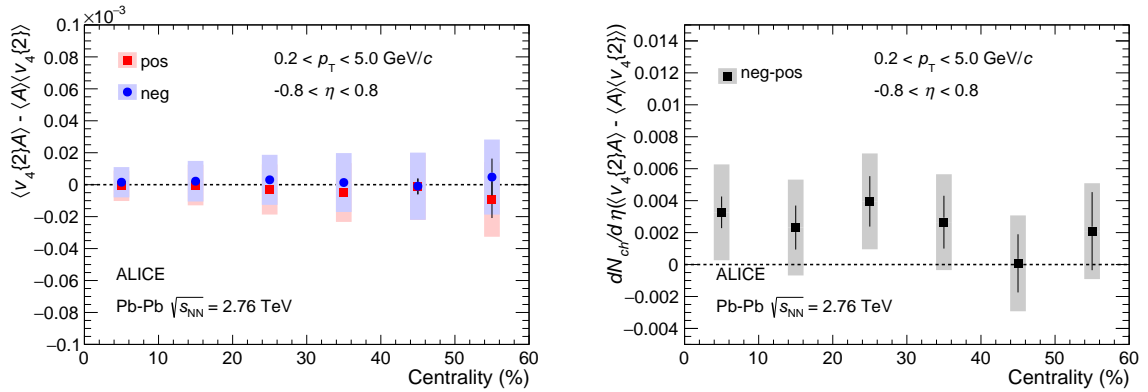 0.1 ×10⁻³
0.08
0.06
0.04
0.02
0
−0.02
−0.04
−0.06
−0.08
−0.1
⟨v₄{2}A⟩ - ⟨A⟩⟨v₄{2}⟩
pos
neg
0.2 < p_T < 5.0 GeV/c
-0.8 < η < 0.8
ALICE
Pb-Pb √s_NN = 2.76 TeV
0 10 20 30 40 50 60
Centrality (%)
0.014
0.012
0.01
0.008
0.006
0.004
0.002
0
−0.002
−0.004
dN_ch/d η(⟨v₄{2}A⟩ - ⟨A⟩⟨v₄{2}⟩)
neg-pos
0.2 < p_T < 5.0 GeV/c
-0.8 < η < 0.8
ALICE
Pb-Pb √s_NN = 2.76 TeV
0 10 20 30 40 50 60
Centrality (%)